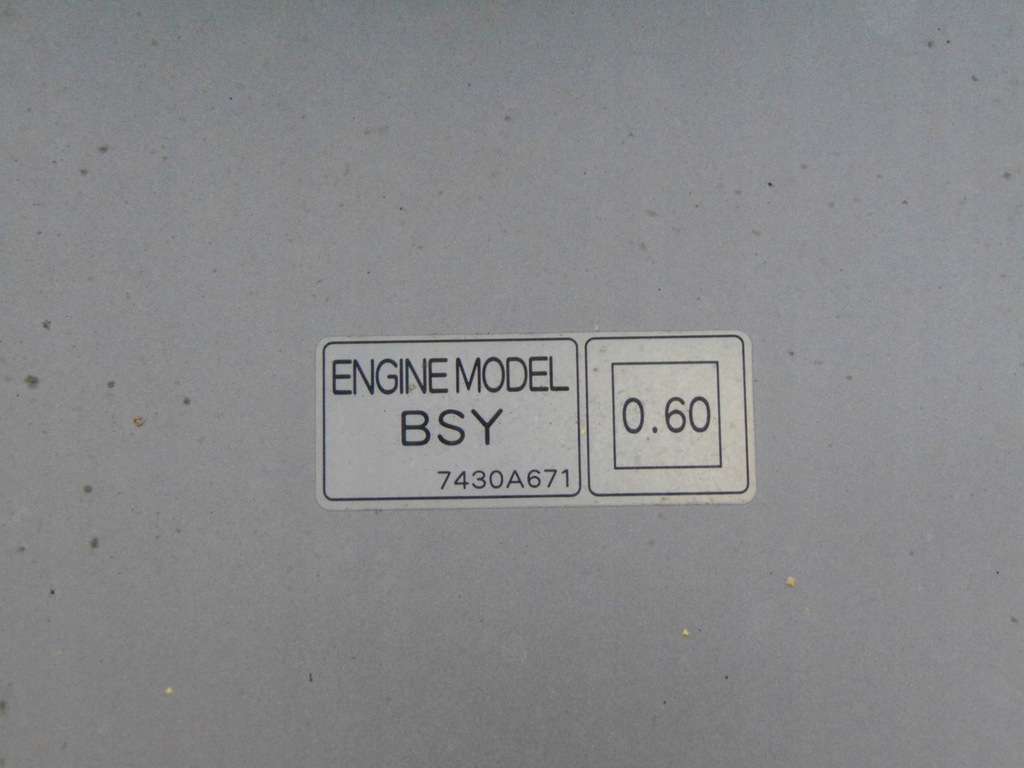 ENGINE MODEL
BSY
7430A671
0.60